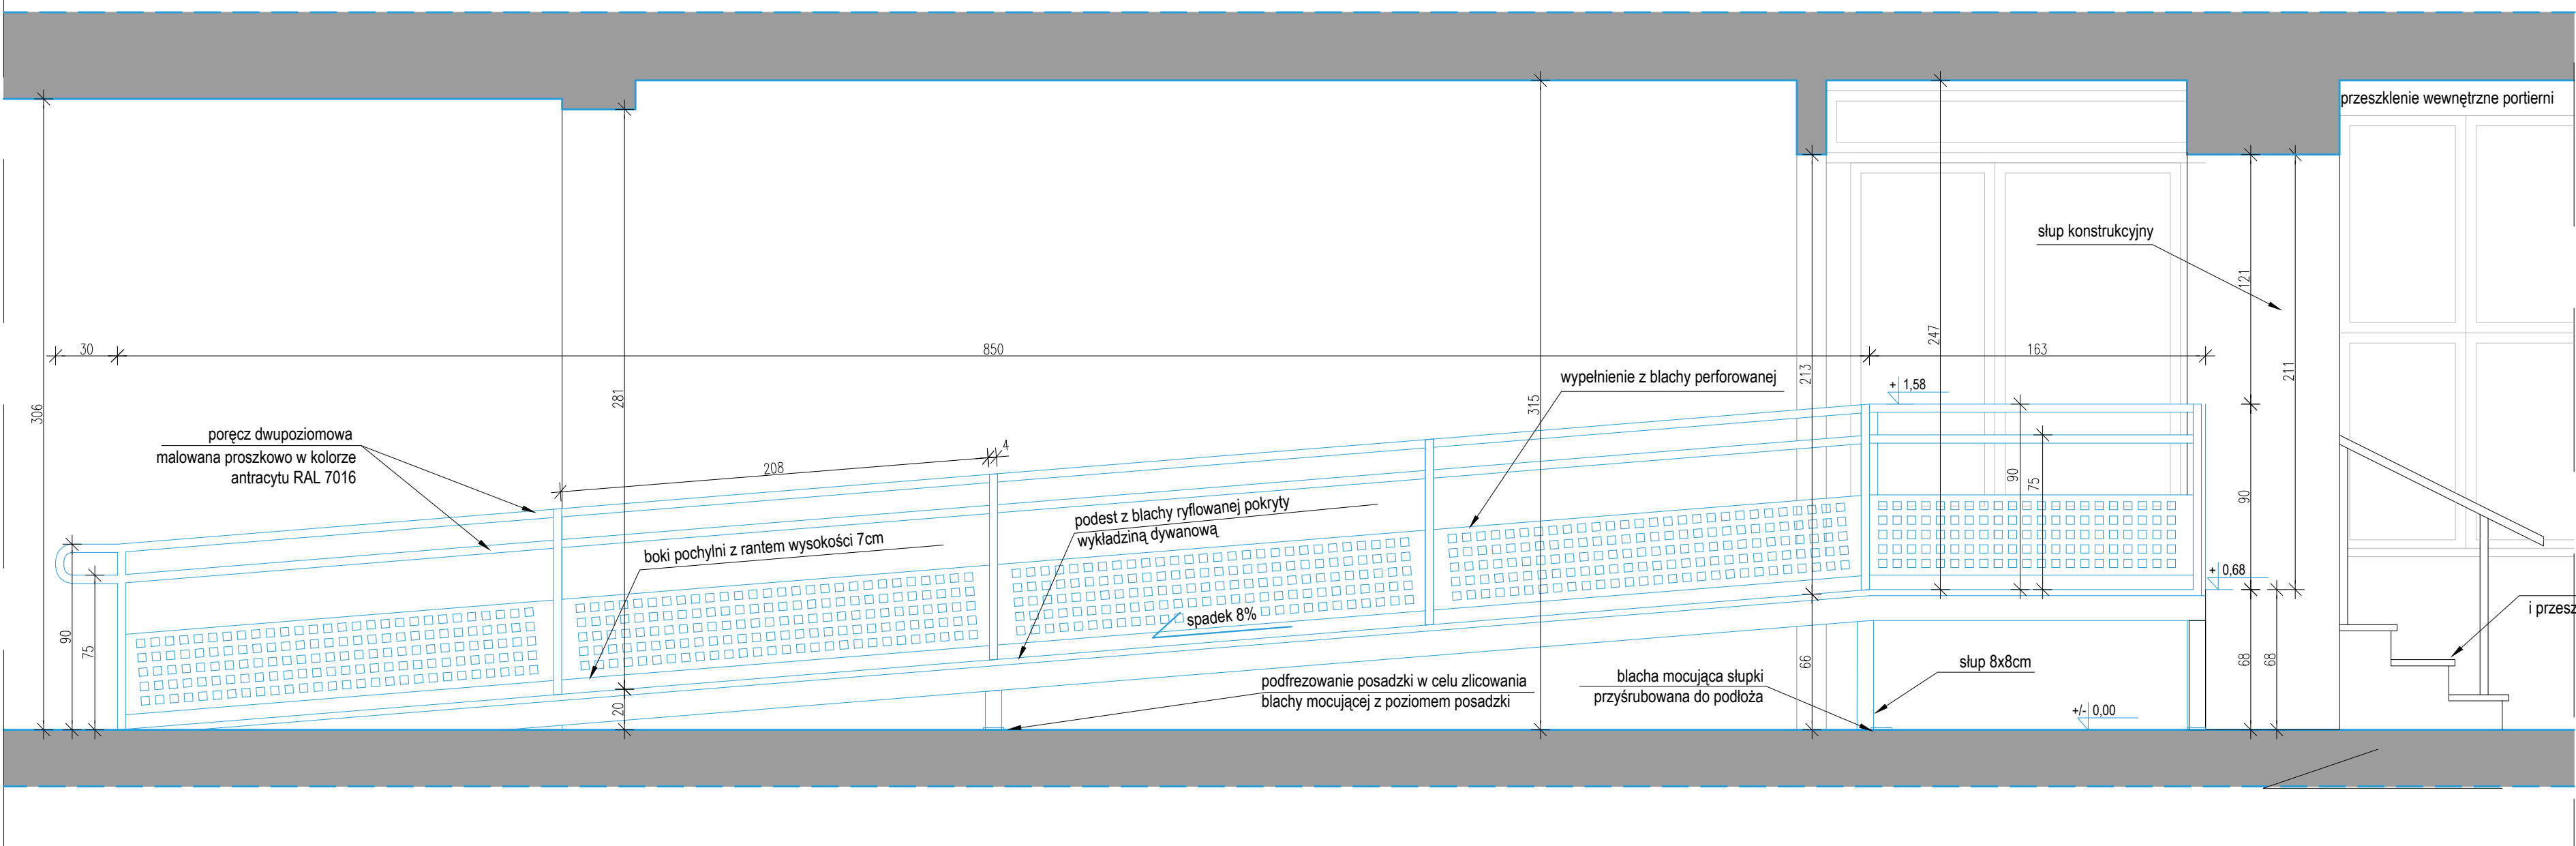 przeszklenie wewnętrzne portierni
słup konstrukcyjny
121
247
30
850
163
211
213
wypełnienie z blachy perforowanej
+ 1,58
281
306
315
poręcz dwupoziomowa
malowana proszkowo w kolorze
antracytu RAL 7016
4
208
90
75
90
podest z blachy ryflowanej pokryty
wykładziną dywanową
boki pochylni z rantem wysokości 7cm
+ 0,68
spadek 8%
i przesz
90
75
66
68
68
słup 8x8cm
blacha mocująca słupki
przyśrubowana do podłoża
podfrezowanie posadzki w celu zlicowania
blachy mocującej z poziomem posadzki
20
+/- 0,00